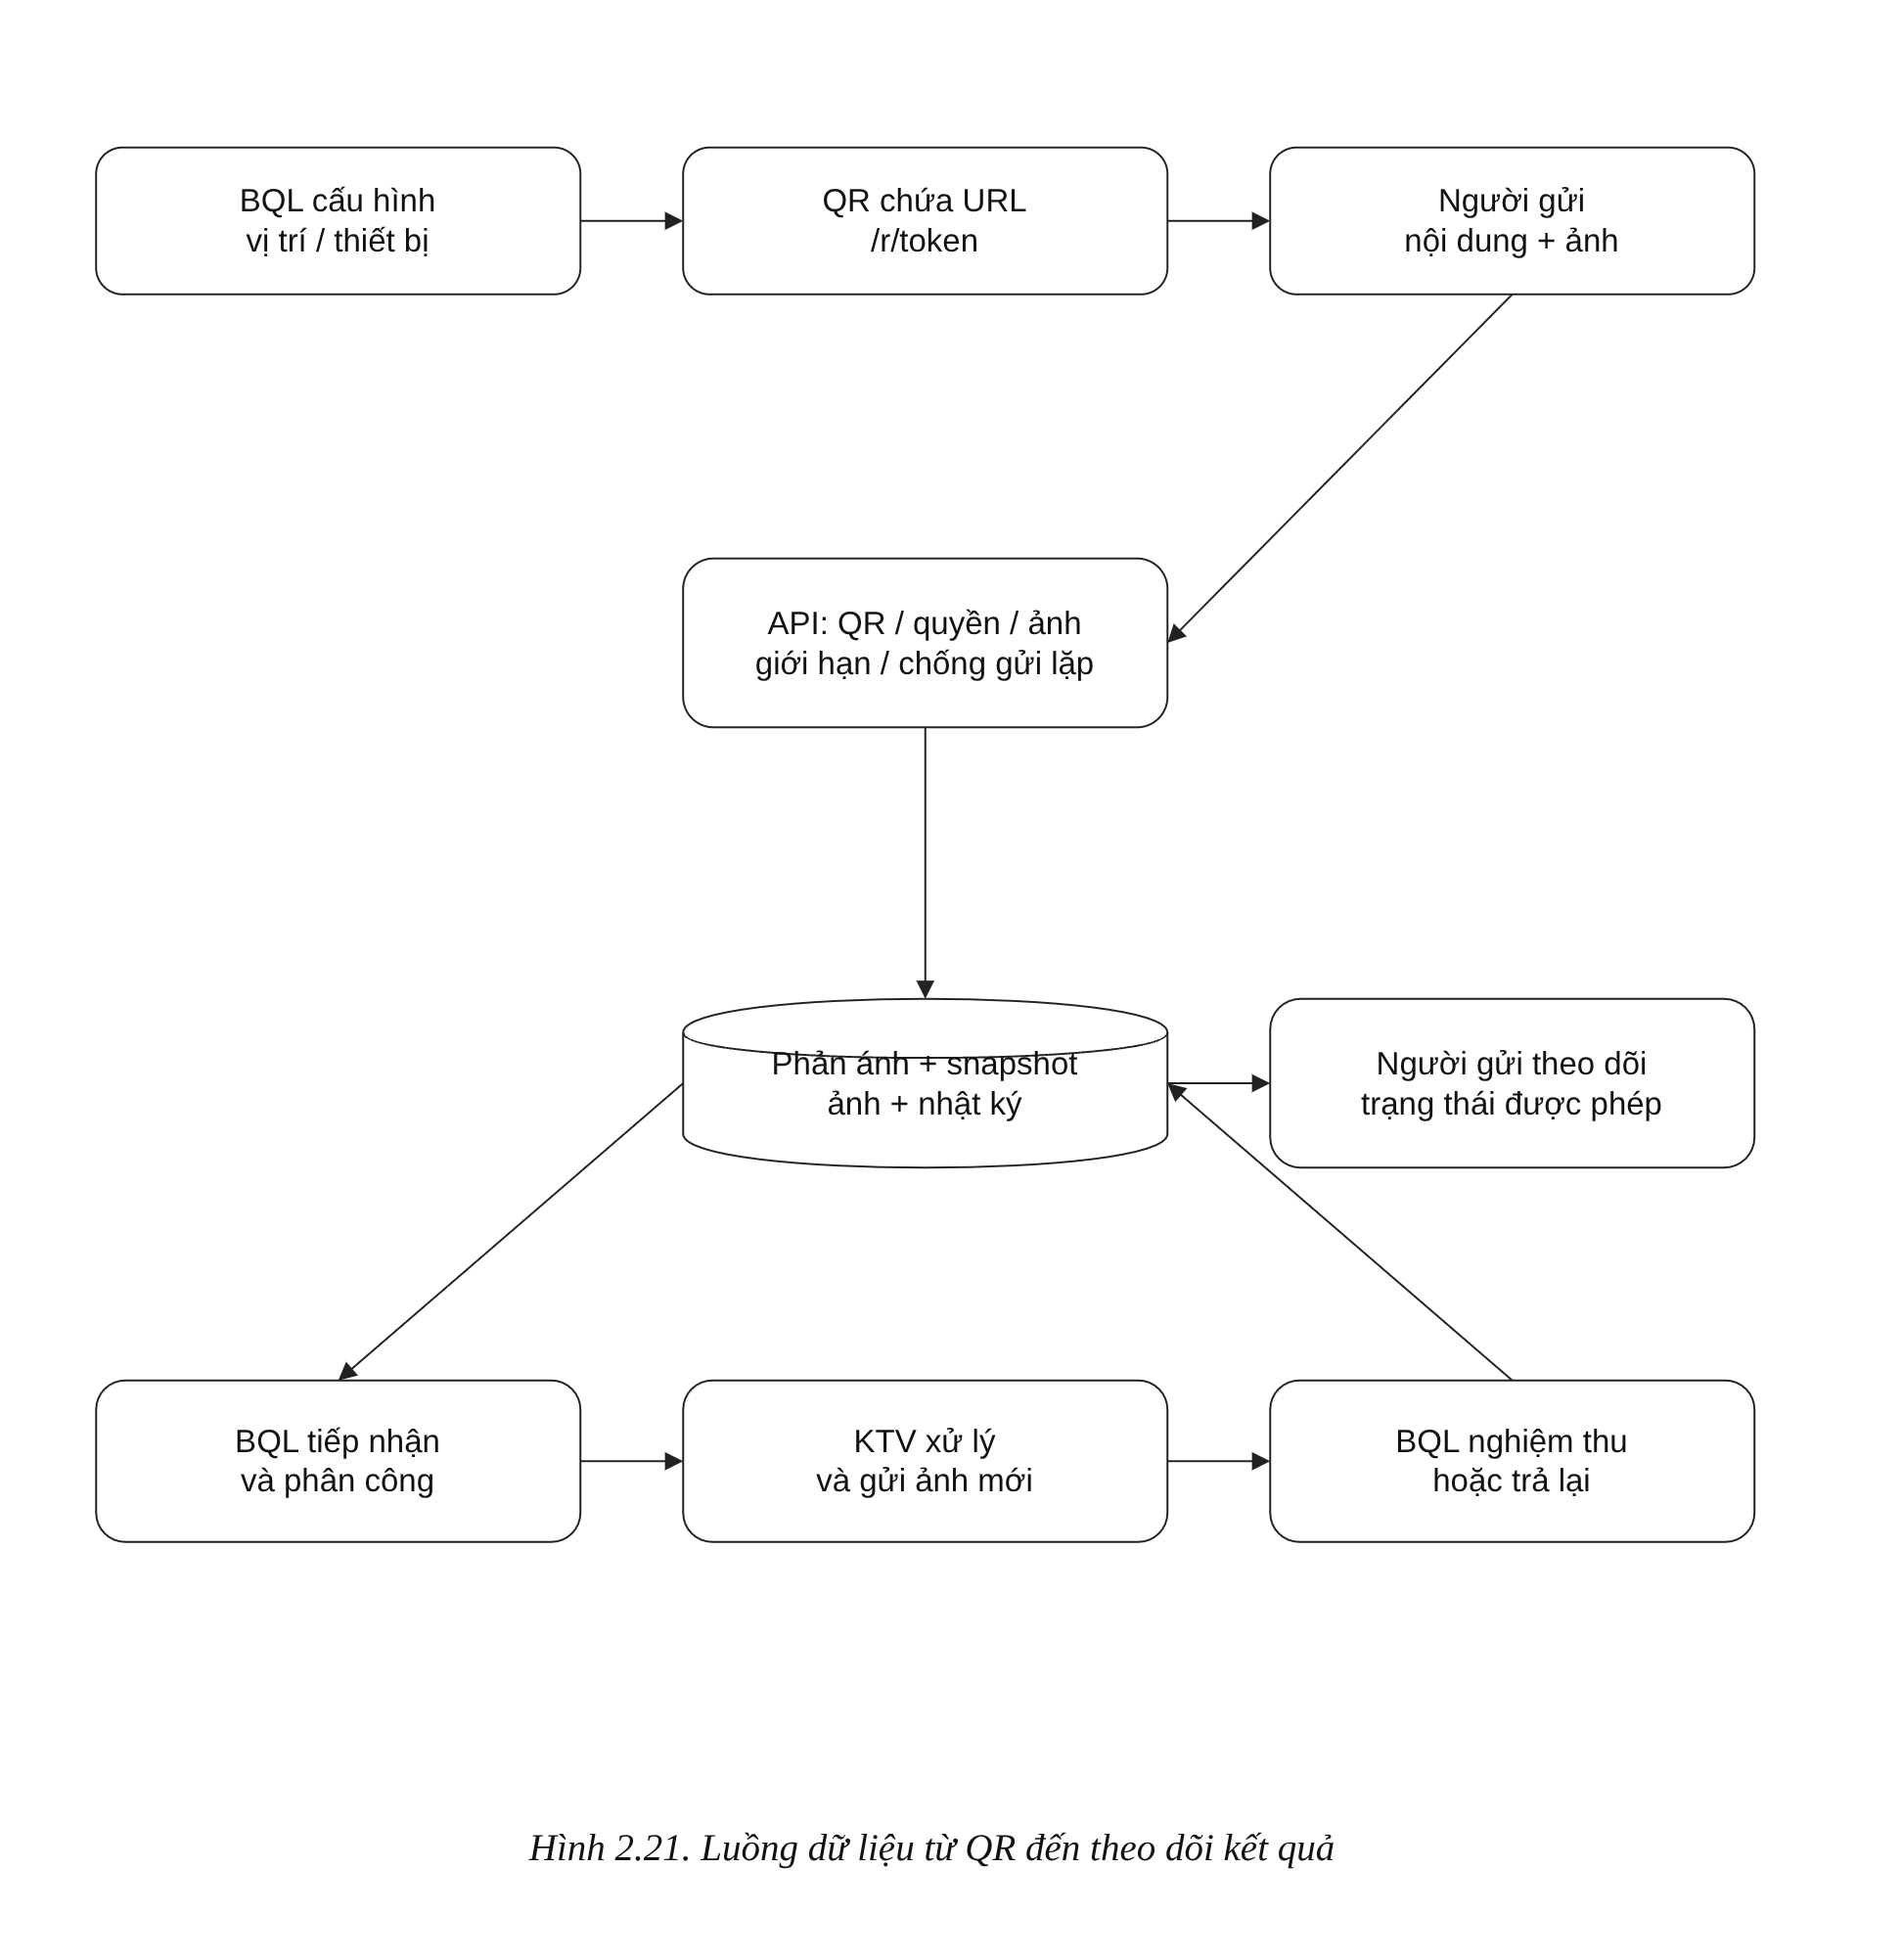 BQL cấu hình
vị trí / thiết bị
QR chứa URL
/r/token
Người gửi
nội dung + ảnh
API: QR / quyền / ảnh
giới hạn / chống gửi lặp
Phản ánh + snapshot
ảnh + nhật ký
Người gửi theo dõi
trạng thái được phép
BQL tiếp nhận
và phân công
KTV xử lý
và gửi ảnh mới
BQL nghiệm thu
hoặc trả lại
Hình 2.21. Luồng dữ liệu từ QR đến theo dõi kết quả